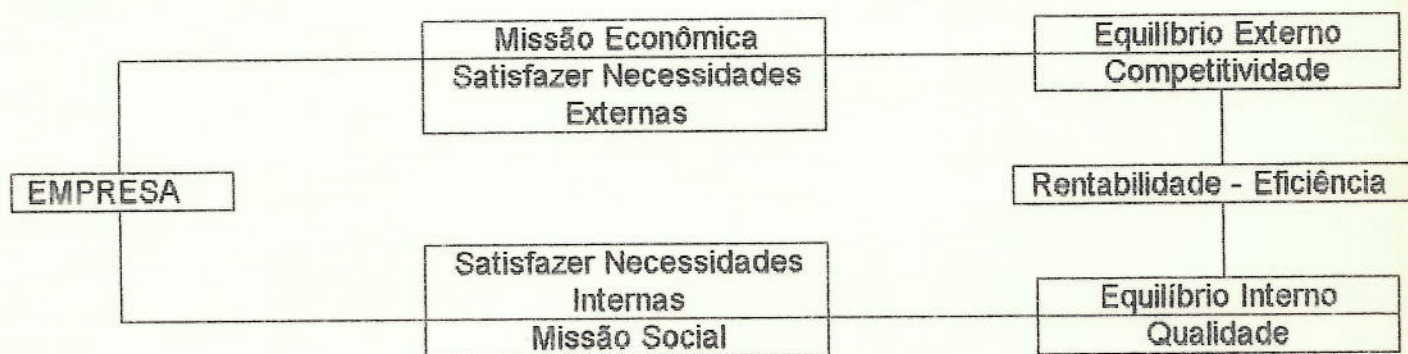 Missão Econômica
Satisfazer Necessidades
Externas
Equilíbrio Externo
Competitividade
EMPRESA
Rentabilidade - Eficiência
Satisfazer Necessidades
Internas
Missão Social
Equilíbrio Interno
Qualidade